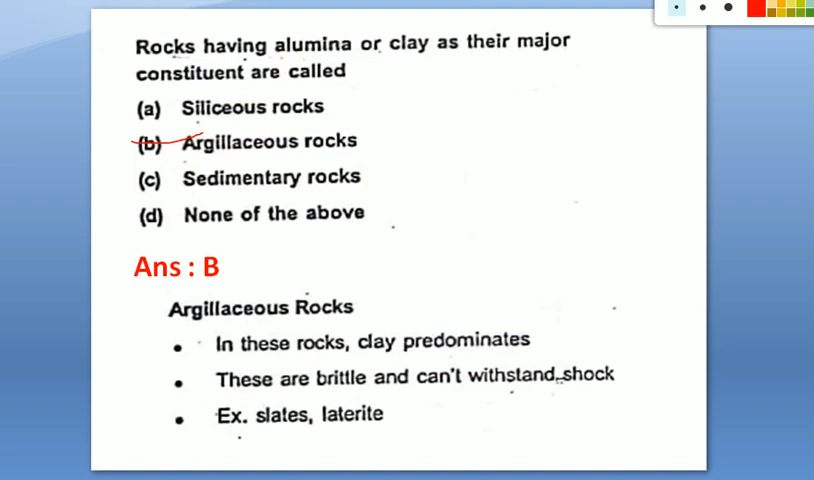 Rocks having alumina or clay as their major
constituent are called
(a) Siliceous rocks
(b) Argillaceous rocks
(c) Sedimentary rocks
(d) None of the above
Ans : B
Argillaceous Rocks
• In these rocks, clay predominates
• These are brittle and can't withstand shock
• Ex. slates, laterite